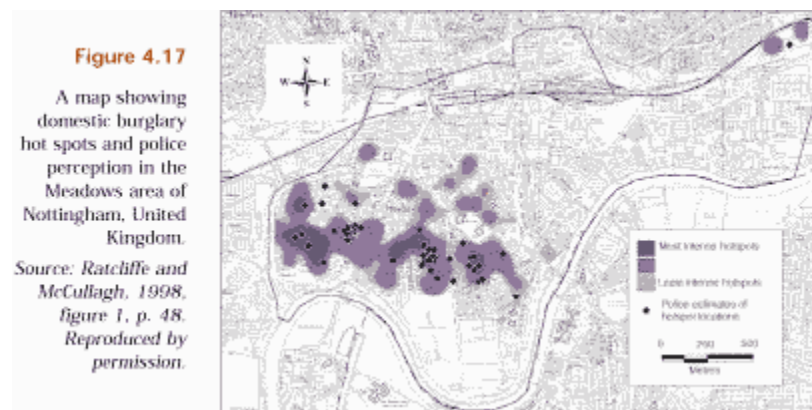 Figure 4.17
A map showing
domestic burglary
hot spots and police
perception in the
Meadows area of
Nottingham, United
Kingdom.
Source: Ratcliffe and
McCullagh, 1998,
figure 1, p. 48.
Reproduced by
permission.
N
W E
S
Most intense hotspots
Least intense hotspots
Police estimates of
hotspot locations
0 250 500
Metres